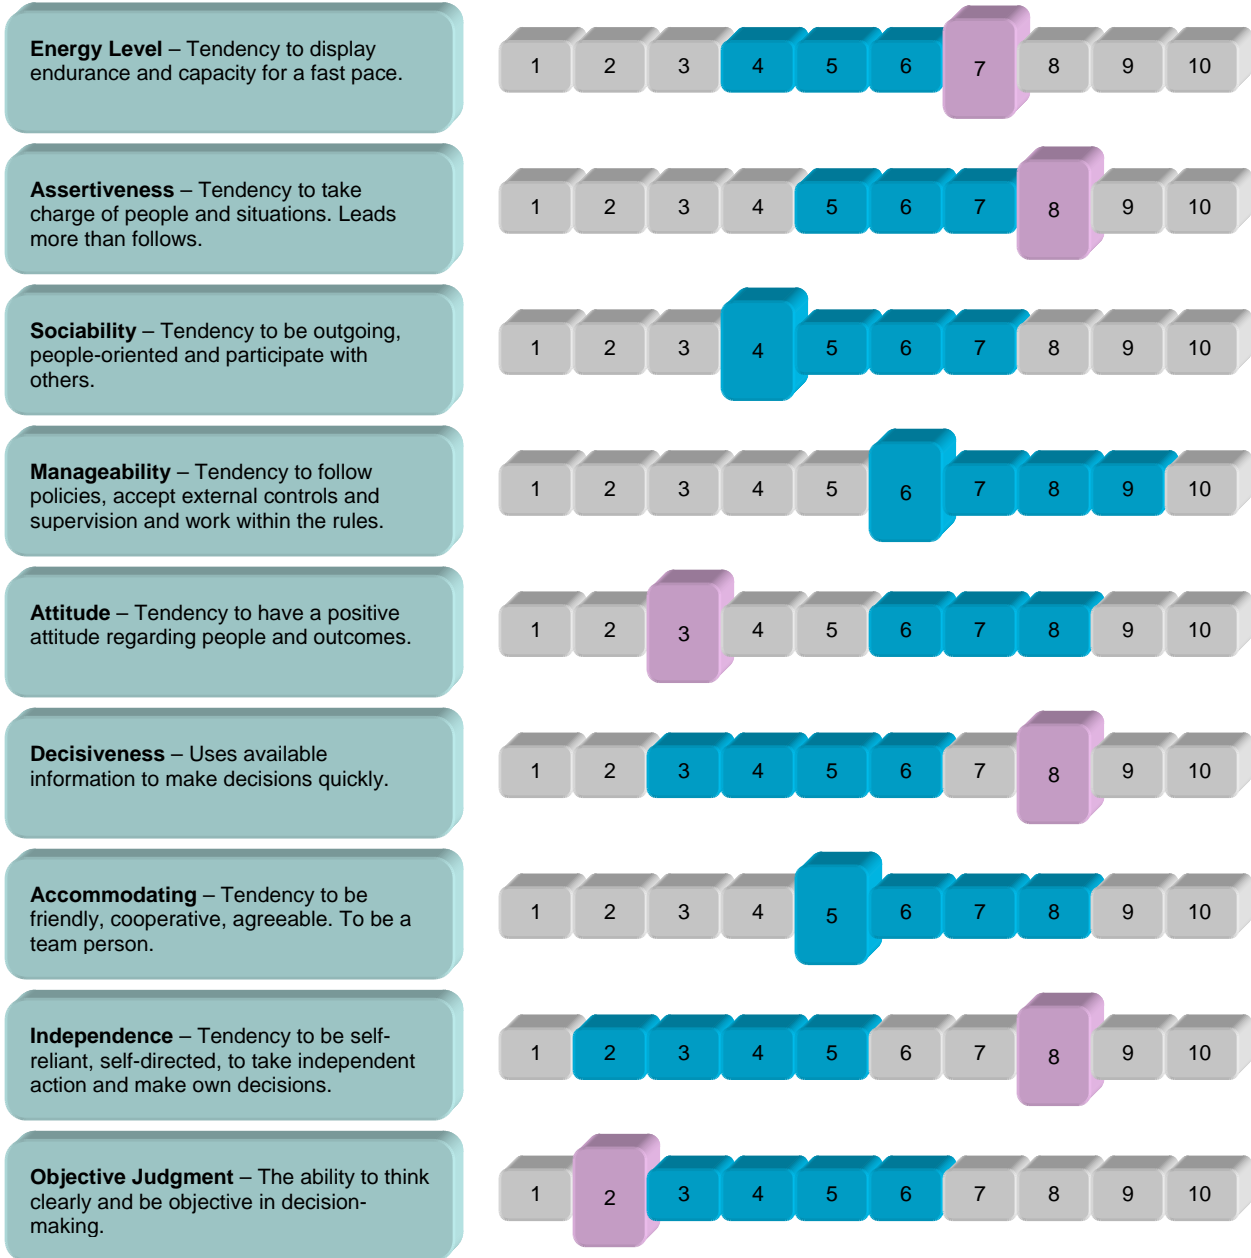 Energy Level – Tendency to display
endurance and capacity for a fast pace.
1 2 3 4 5 6 7 8 9 10
Assertiveness – Tendency to take
charge of people and situations. Leads
more than follows.
1 2 3 4 5 6 7 8 9 10
Sociability – Tendency to be outgoing,
people-oriented and participate with
others.
1 2 3 4 5 6 7 8 9 10
Manageability – Tendency to follow
policies, accept external controls and
supervision and work within the rules.
1 2 3 4 5 6 7 8 9 10
Attitude – Tendency to have a positive
attitude regarding people and outcomes.
1 2 3 4 5 6 7 8 9 10
Decisiveness – Uses available
information to make decisions quickly.
1 2 3 4 5 6 7 8 9 10
Accommodating – Tendency to be
friendly, cooperative, agreeable. To be a
team person.
1 2 3 4 5 6 7 8 9 10
Independence – Tendency to be self-
reliant, self-directed, to take independent
action and make own decisions.
1 2 3 4 5 6 7 8 9 10
Objective Judgment – The ability to think
clearly and be objective in decision-
making.
1 2 3 4 5 6 7 8 9 10